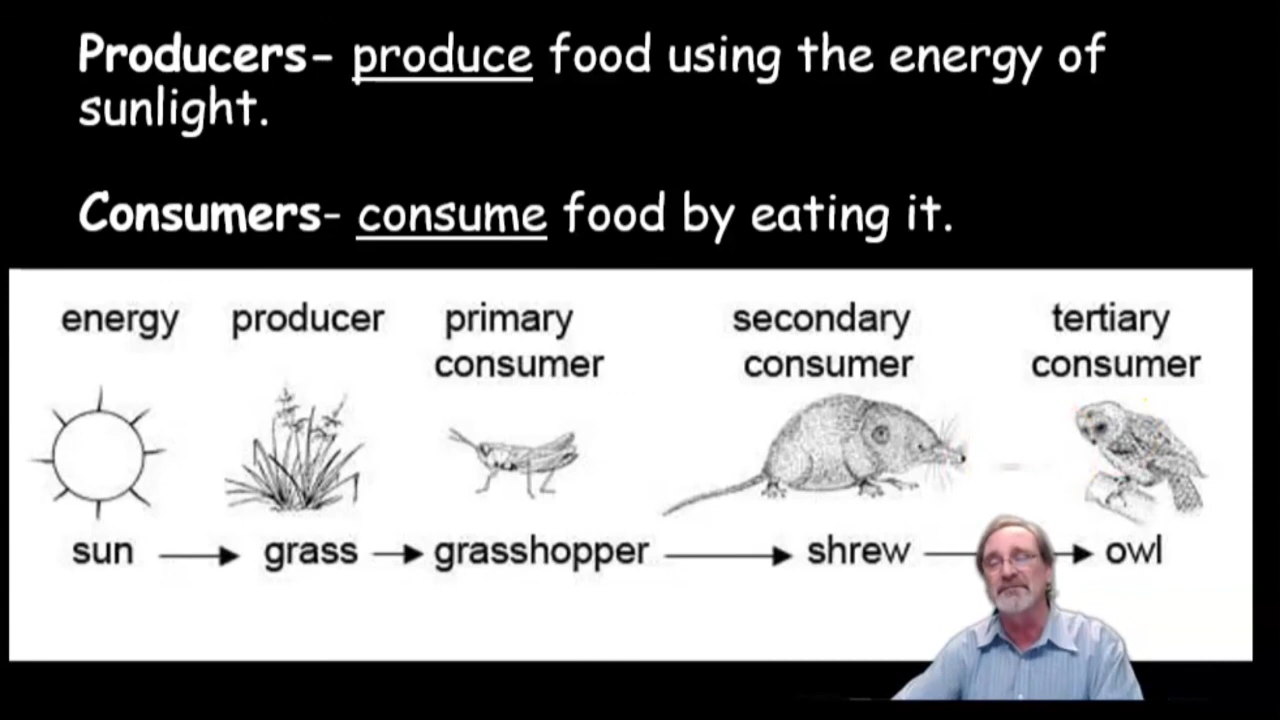 Producers- produce food using the energy of
sunlight.
Consumers- consume food by eating it.
energy producer primary consumer secondary consumer tertiary consumer
sun grass grasshopper shrew owl